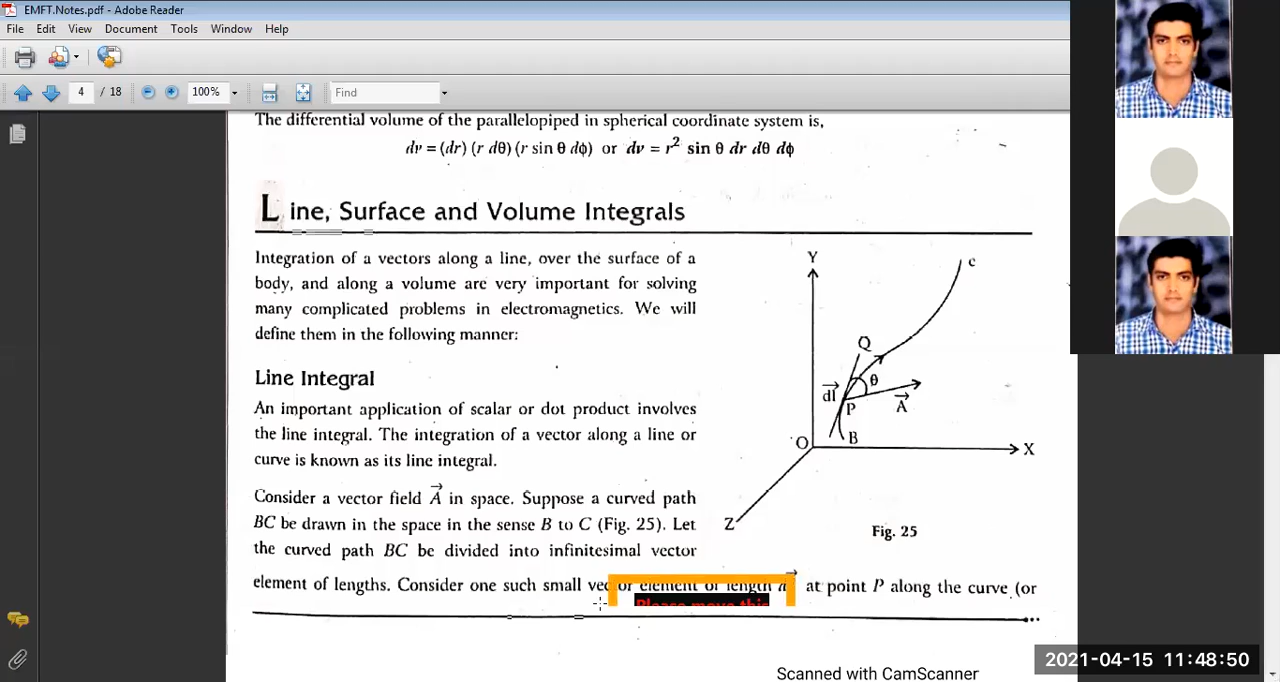 EMFT.Notes.pdf - Adobe Reader
File Edit View Document Tools Window Help
4 / 18 100% Find
The differential volume of the parallelopiped in spherical coordinate system is,
dv = (dr) (r dθ) (r sin θ dϕ) or dv = r² sin θ dr dθ dϕ
Line, Surface and Volume Integrals
Integration of a vectors along a line, over the surface of a
body, and along a volume are very important for solving
many complicated problems in electromagnetics. We will
define them in the following manner:
Line Integral
An important application of scalar or dot product involves
the line integral. The integration of a vector along a line or
curve is known as its line integral.
Consider a vector field A⃗ in space. Suppose a curved path
BC be drawn in the space in the sense B to C (Fig. 25). Let
the curved path BC be divided into infinitesimal vector
element of lengths. Consider one such small vector element of length at point P along the curve (or
Please move this
Y
c
Q
θ
dl⃗
P
A⃗
B
O
X
Z
Fig. 25
Scanned with CamScanner
2021-04-15 11:48:50